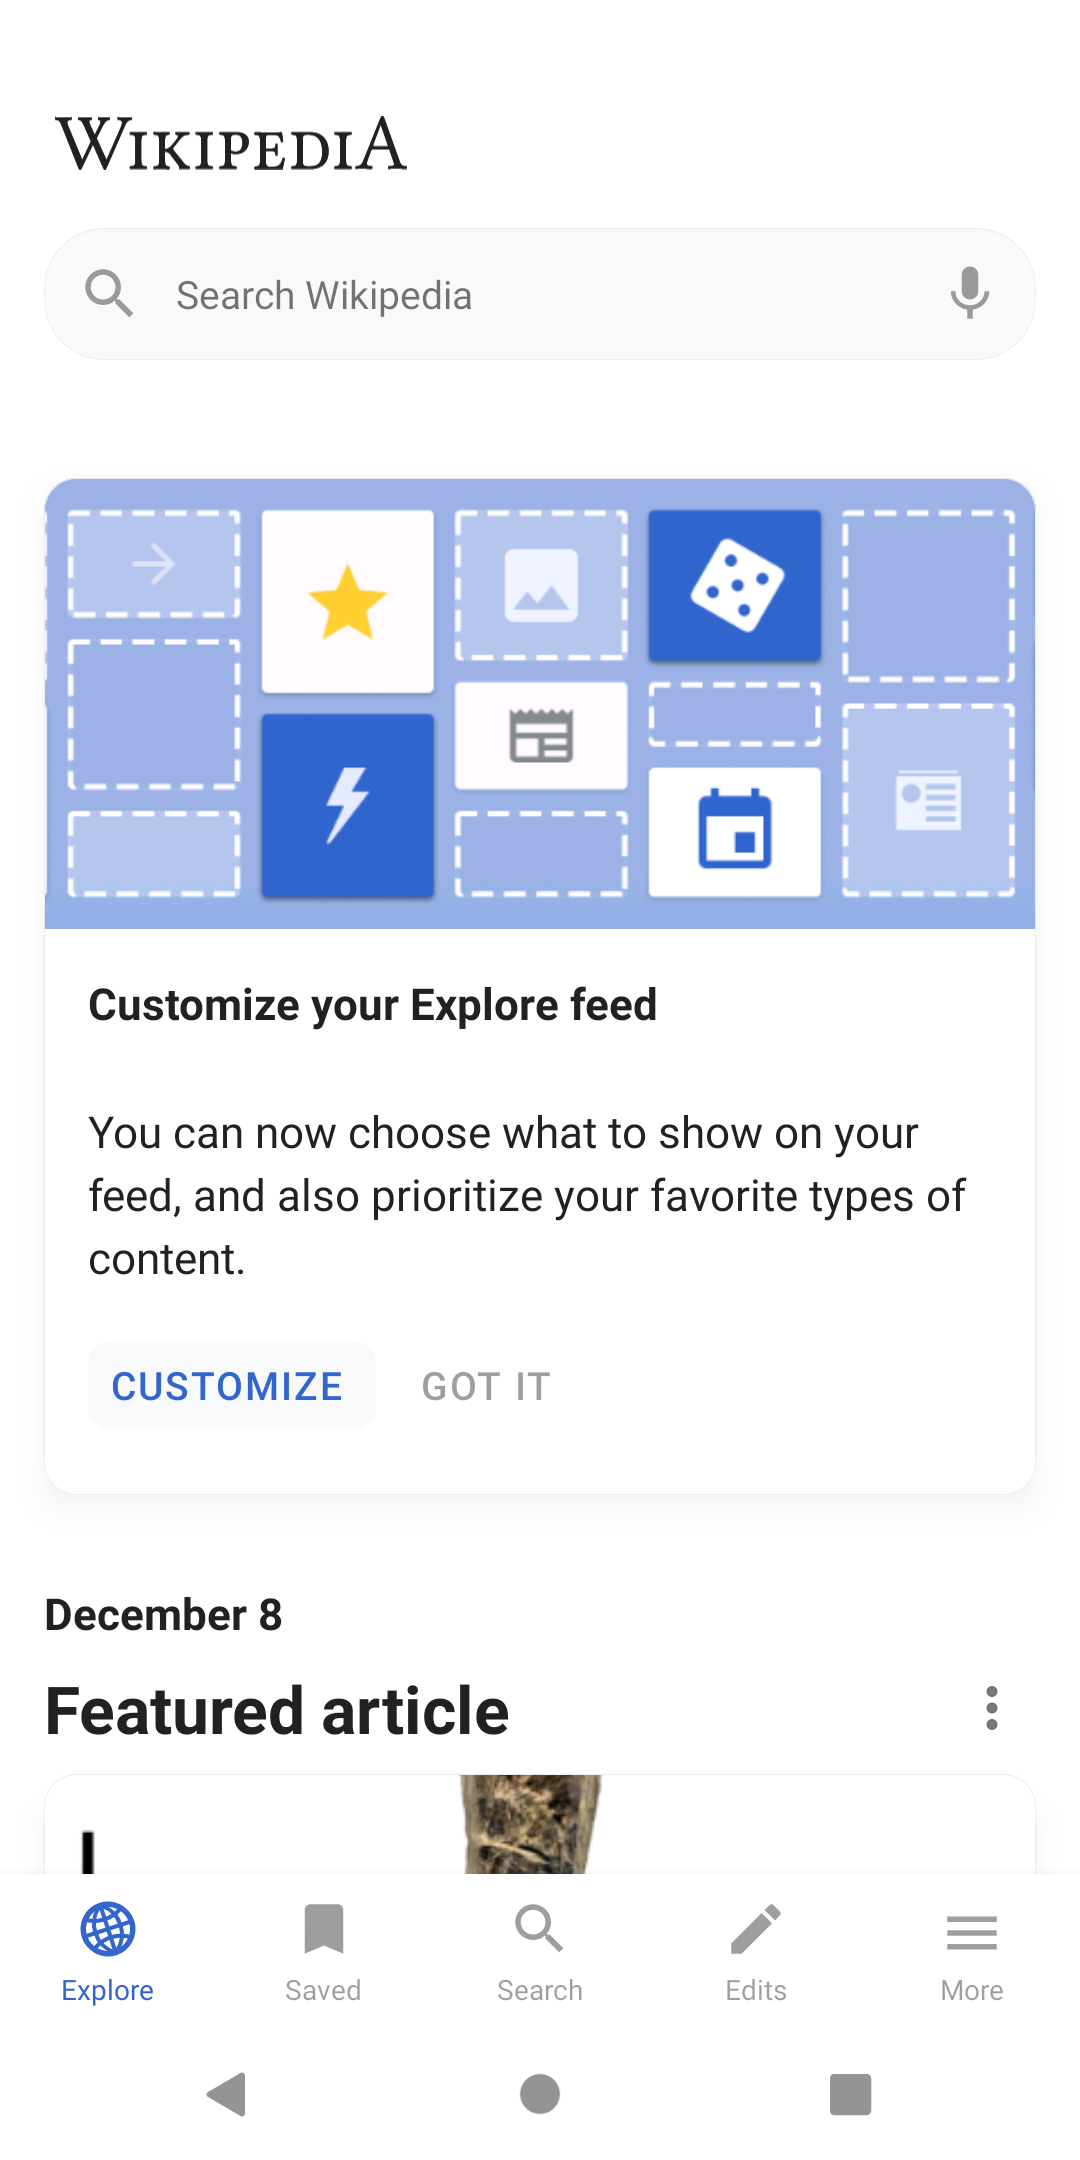 WIKIPEDIA
Search Wikipedia
Customize your Explore feed
You can now choose what to show on your
feed, and also prioritize your favorite types of
content.
CUSTOMIZE GOT IT
December 8
Featured article
Explore Saved Search Edits More